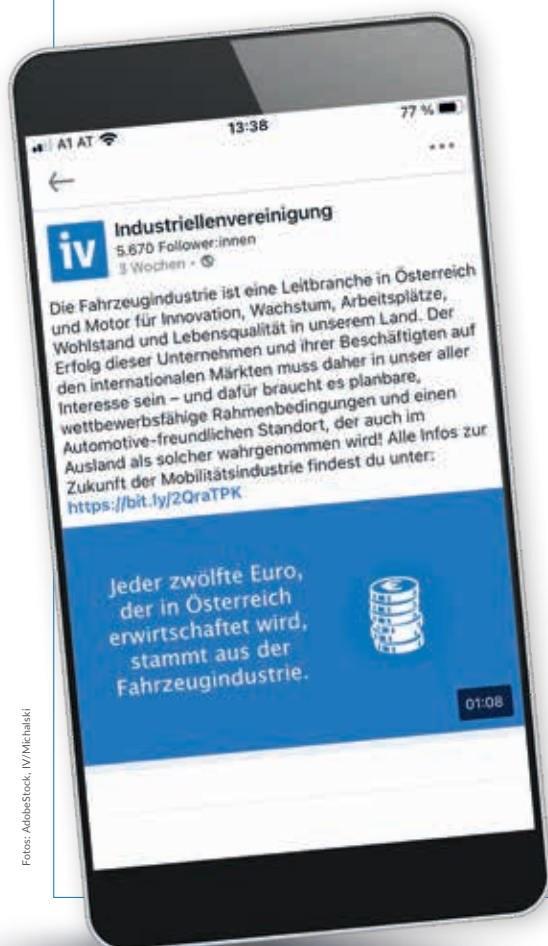 A1 AT
13:38
77 %
iv
Industriellenvereinigung
5.670 Follower:innen
3 Wochen •
Die Fahrzeugindustrie ist eine Leitbranche in Österreich
und Motor für Innovation, Wachstum, Arbeitsplätze,
Wohlstand und Lebensqualität in unserem Land. Der
Erfolg dieser Unternehmen und ihrer Beschäftigten auf
den internationalen Märkten muss daher in unser aller
Interesse sein – und dafür braucht es planbare,
wettbewerbsfähige Rahmenbedingungen und einen
Automotive-freundlichen Standort, der auch im
Ausland als solcher wahrgenommen wird! Alle Infos zur
Zukunft der Mobilitätsindustrie findest du unter:
https://bit.ly/2QraTPK
Jeder zwölfte Euro,
der in Österreich
erwirtschaftet wird,
stammt aus der
Fahrzeugindustrie.
01:08
Fotos: AdobeStock, IV/Michalski